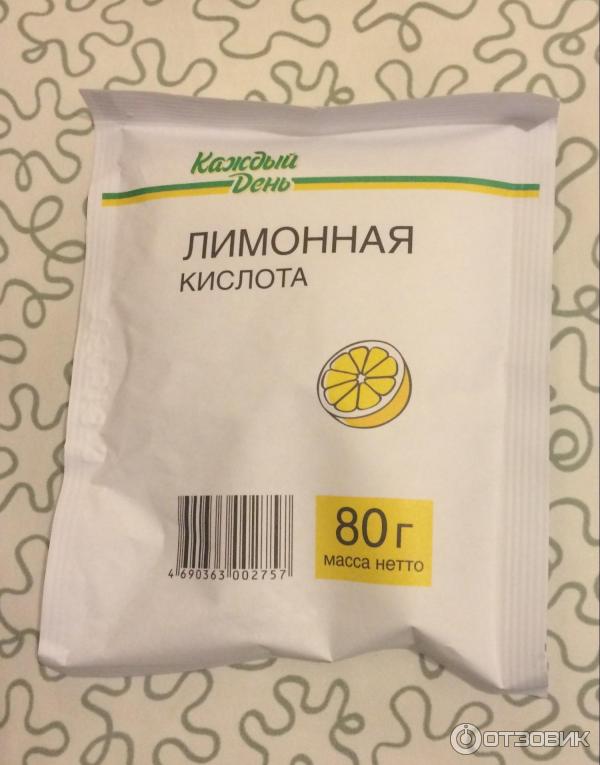 Каждый
День
ЛИМОННАЯ
КИСЛОТА
80 г
масса нетто
4 690363 002757
ОТЗОВИК